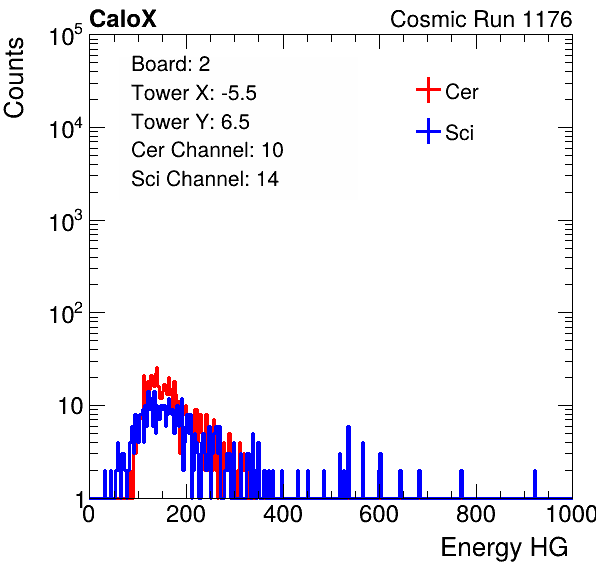 CaloX Cosmic Run 1176
Counts
10^5
10^4
10^3
10^2
10
1
Board: 2
Tower X: -5.5
Tower Y: 6.5
Cer Channel: 10
Sci Channel: 14
Cer
Sci
0 200 400 600 800 1000
Energy HG